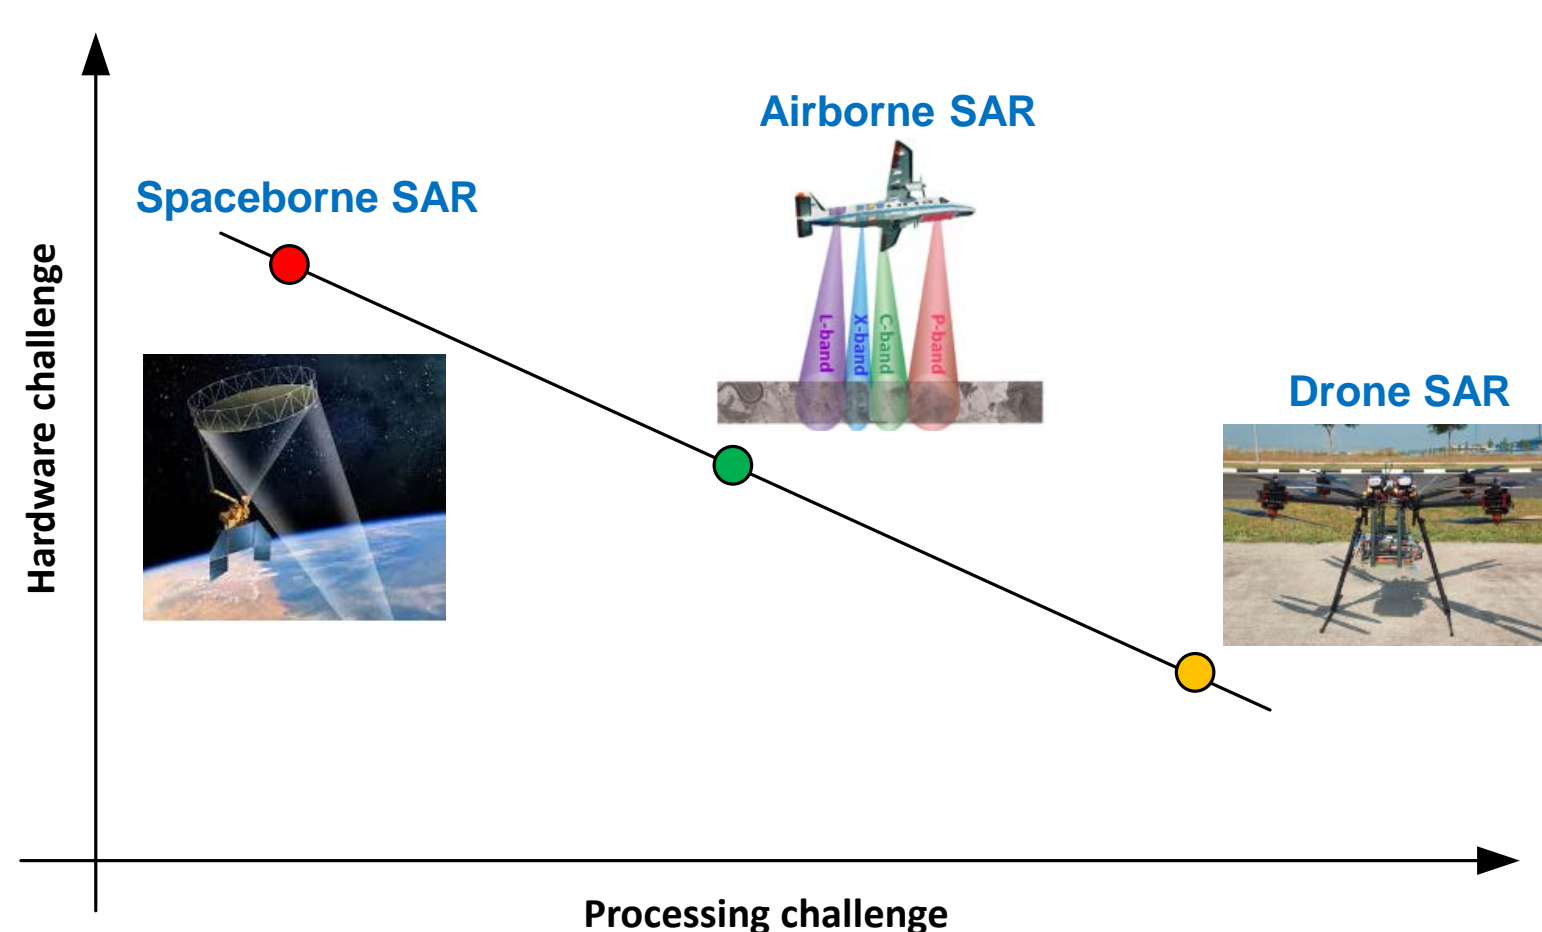 Airborne SAR
Spaceborne SAR
Hardware challenge
L-band
X-band
C-band
P-band
Drone SAR
Processing challenge